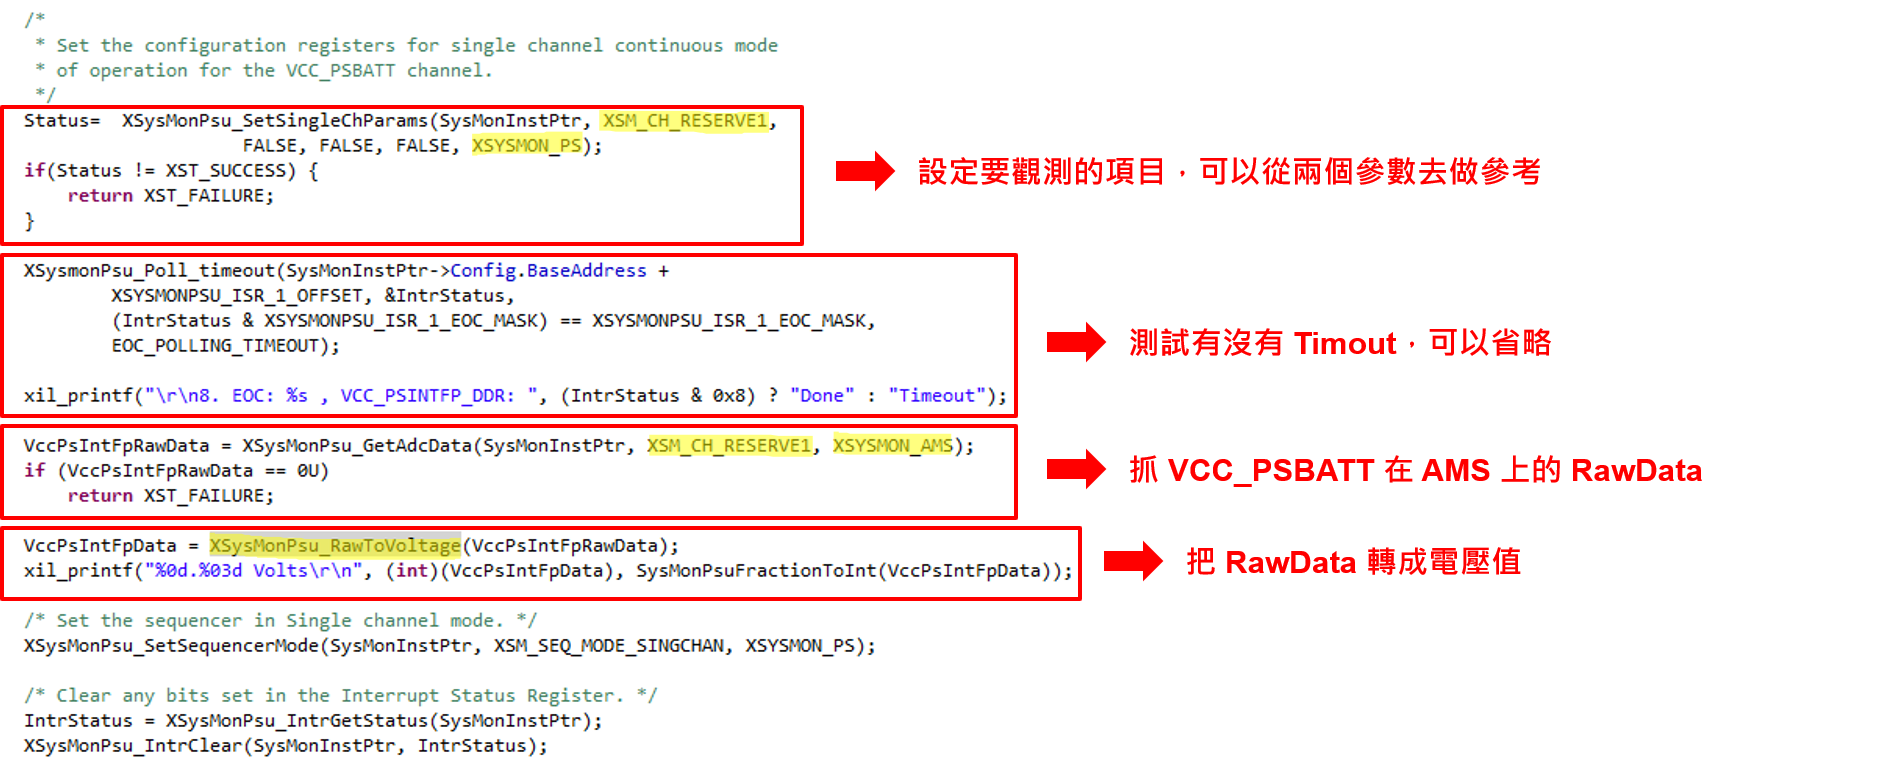 /*
 * Set the configuration registers for single channel continuous mode
 * of operation for the VCC_PSBATT channel.
 */
Status=  XSysMonPsu_SetSingleChParams(SysMonInstPtr, XSM_CH_RESERVE1,
                    FALSE, FALSE, FALSE, XSYSMON_PS);
if(Status != XST_SUCCESS) {
    return XST_FAILURE;
}
設定要觀測的項目，可以從兩個參數去做參考
XSysmonPsu_Poll_timeout(SysMonInstPtr->Config.BaseAddress +
        XSYSMONPSU_ISR_1_OFFSET, &IntrStatus,
        (IntrStatus & XSYSMONPSU_ISR_1_EOC_MASK) == XSYSMONPSU_ISR_1_EOC_MASK,
        EOC_POLLING_TIMEOUT);
xil_printf("\r\n8. EOC: %s , VCC_PSINTFP_DDR: ", (IntrStatus & 0x8) ? "Done" : "Timeout");
測試有沒有 Timout，可以省略
VccPsIntFpRawData = XSysMonPsu_GetAdcData(SysMonInstPtr, XSM_CH_RESERVE1, XSYSMON_AMS);
if (VccPsIntFpRawData == 0U)
    return XST_FAILURE;
抓 VCC_PSBATT 在 AMS 上的 RawData
VccPsIntFpData = XSysMonPsu_RawToVoltage(VccPsIntFpRawData);
xil_printf("%0d.%03d Volts\r\n", (int)(VccPsIntFpData), SysMonPsuFractionToInt(VccPsIntFpData));
把 RawData 轉成電壓值
/* Set the sequencer in Single channel mode. */
XSysMonPsu_SetSequencerMode(SysMonInstPtr, XSM_SEQ_MODE_SINGCHAN, XSYSMON_PS);
/* Clear any bits set in the Interrupt Status Register. */
IntrStatus = XSysMonPsu_IntrGetStatus(SysMonInstPtr);
XSysMonPsu_IntrClear(SysMonInstPtr, IntrStatus);